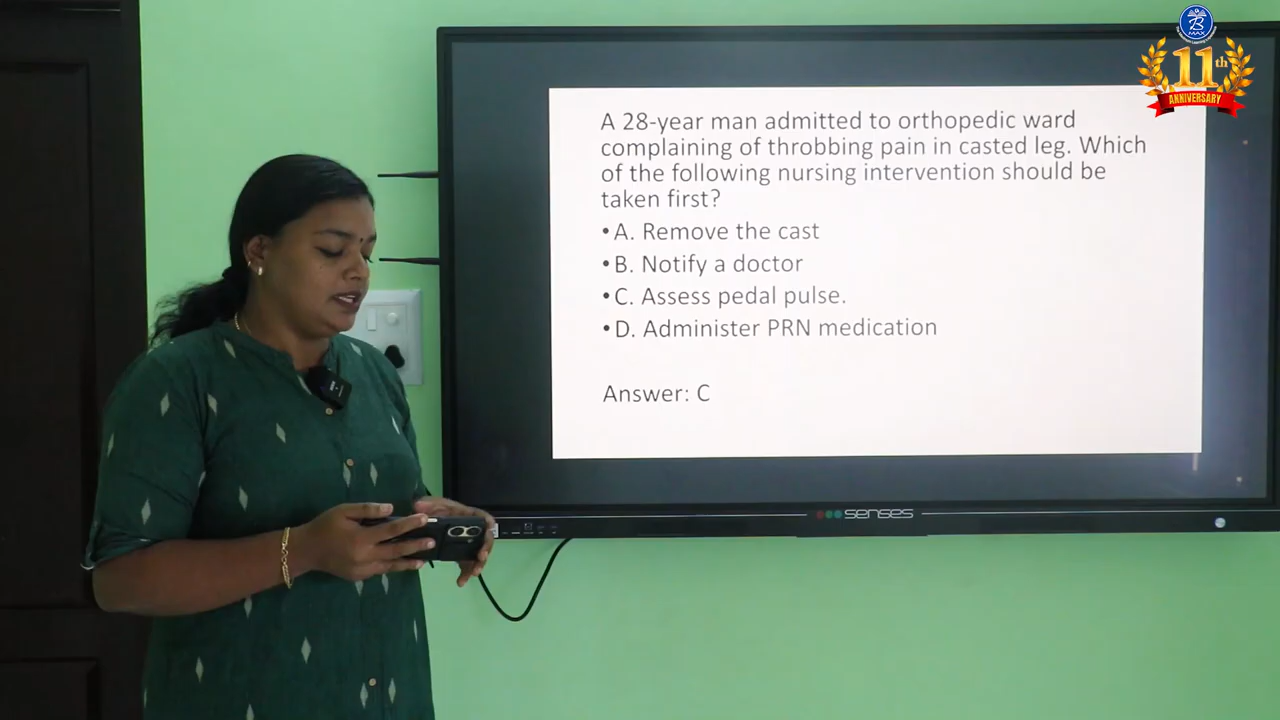 B
MAX
11th
ANNIVERSARY
A 28-year man admitted to orthopedic ward
complaining of throbbing pain in casted leg. Which
of the following nursing intervention should be
taken first?
•A. Remove the cast
•B. Notify a doctor
•C. Assess pedal pulse.
•D. Administer PRN medication
Answer: C
senses